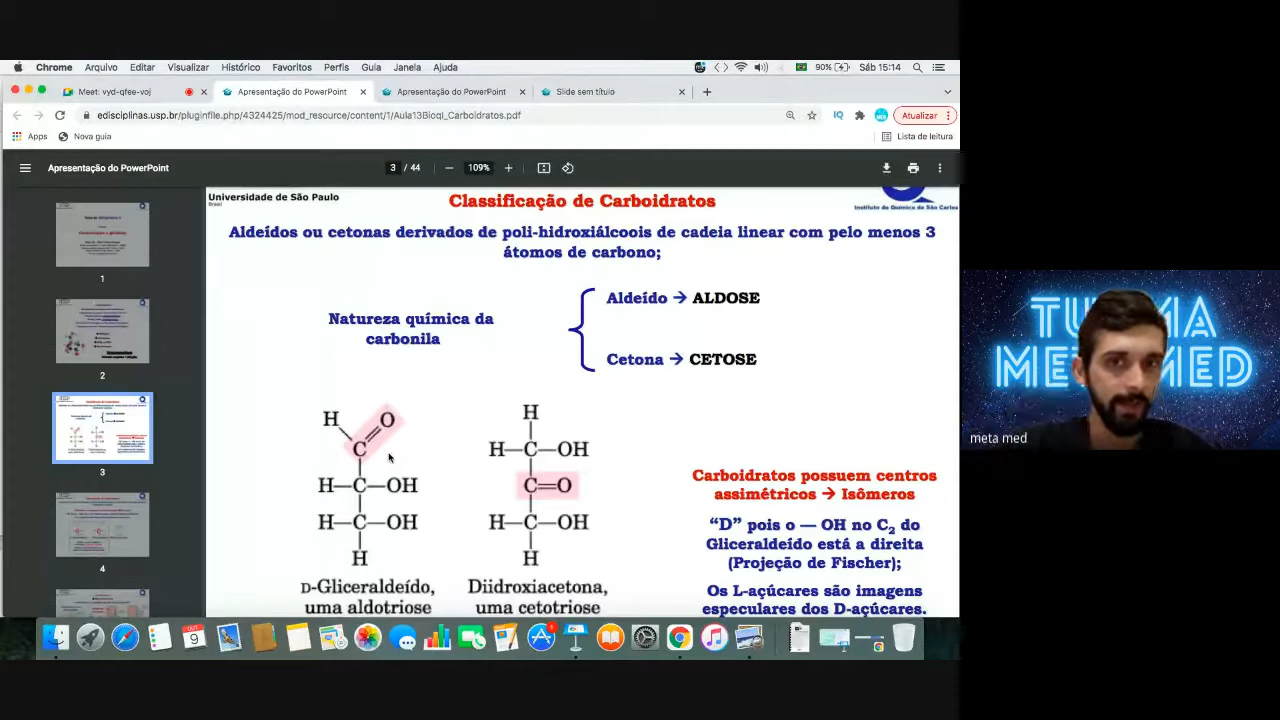 Chrome Arquivo Editar Visualizar Histórico Favoritos Perfis Guia Janela Ajuda
90% Sáb 15:14
Meet: vyd-qfee-voj
Apresentação do PowerPoint
Apresentação do PowerPoint
Slide sem título
edisciplinas.usp.br/pluginfile.php/4324425/mod_resource/content/1/Aula13BioqI_Carboidratos.pdf
IQ
Atualizar
Apps
Nova guia
Lista de leitura
Apresentação do PowerPoint
3 / 44
109%
Universidade de São Paulo
Brasil
Instituto de Química de São Carlos
Classificação de Carboidratos
Aldeídos ou cetonas derivados de poli-hidroxiálcoois de cadeia linear com pelo menos 3
átomos de carbono;
Natureza química da
carbonila
Aldeído → ALDOSE
Cetona → CETOSE
H O
C
H—C—OH
H—C—OH
H
D-Gliceraldeído,
uma aldotriose
H
H—C—OH
C=O
H—C—OH
H
Diidroxiacetona,
uma cetotriose
Carboidratos possuem centros
assimétricos → Isômeros
“D” pois o — OH no C2 do
Gliceraldeído está a direita
(Projeção de Fischer);
Os L-açúcares são imagens
especulares dos D-açúcares.
1
2
3
4
OUT
9
meta med